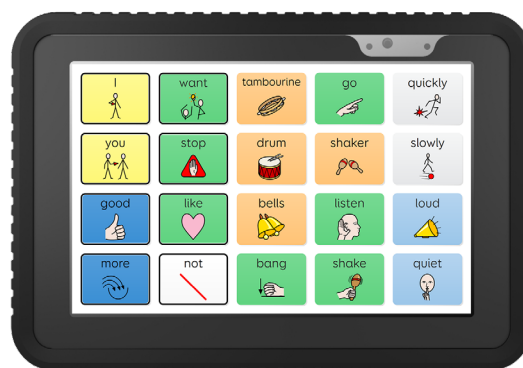 I want tambourine go quickly
you stop drum shaker slowly
good like bells listen loud
more not bang shake quiet